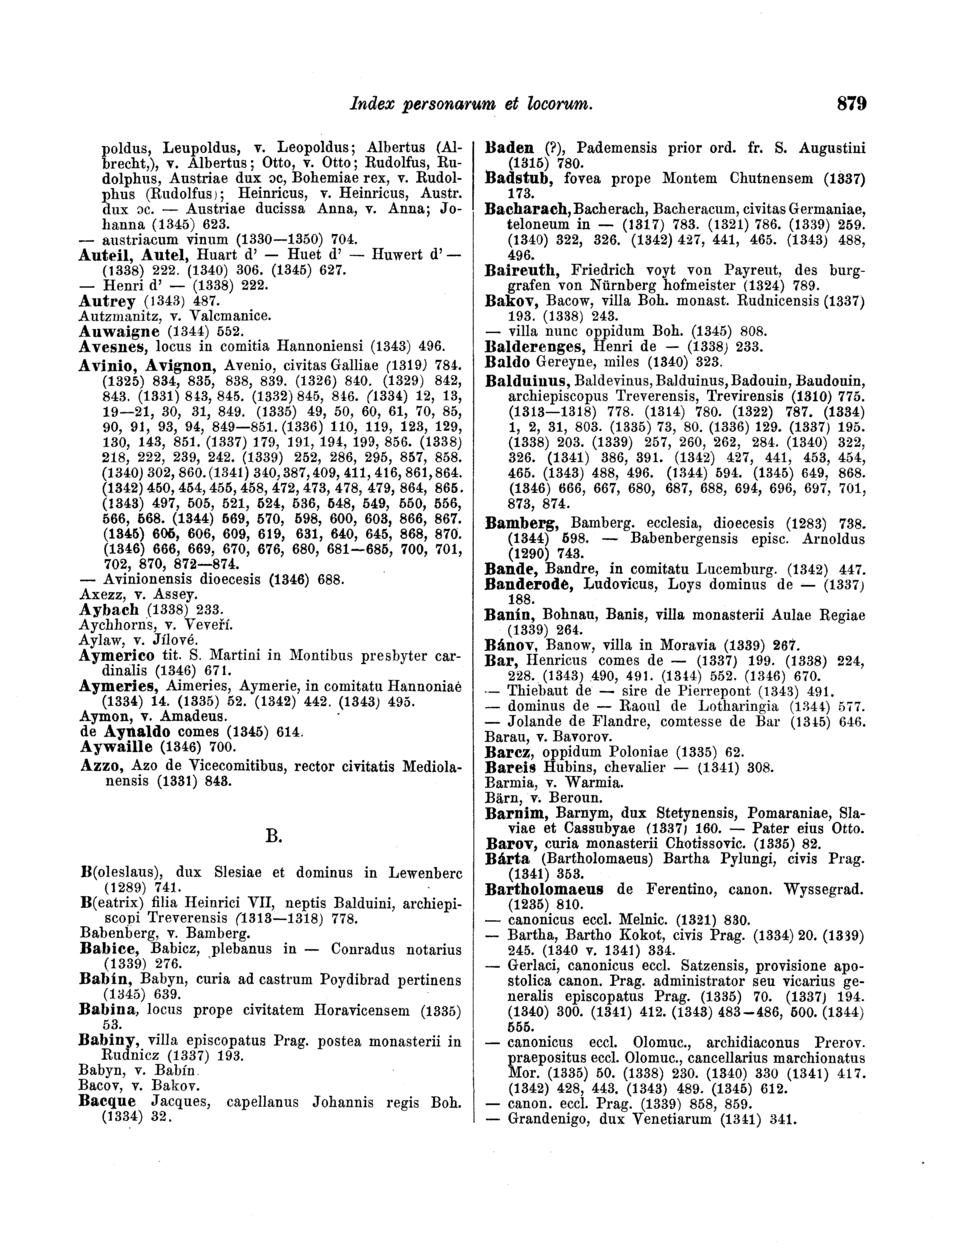 Index personarum et locorum. 879
poldus, Leupoldus, v. Leopoldus; Albertus (Al-
brecht,), v. Albertus; Otto, v. Otto; Rudolfus, Ru-
dolphus, Austriae dux ɔc, Bohemiae rex, v. Rudol-
phus (Rudolfus); Heinricus, v. Heinricus, Austr.
dux ɔc. — Austriae ducissa Anna, v. Anna; Jo-
hanna (1345) 623.
— austriacum vinum (1330—1350) 704.
Auteil, Autel, Huart d' — Huet d' — Huwert d' —
(1338) 222. (1340) 306. (1345) 627.
— Henri d' — (1338) 222.
Autrey (1343) 487.
Autzmanitz, v. Valcmanice.
Auwaigne (1344) 552.
Avesnes, locus in comitia Hannoniensi (1343) 496.
Avinio, Avignon, Avenio, civitas Galliae (1319) 784.
(1325) 834, 835, 838, 839. (1326) 840. (1329) 842,
843. (1331) 843, 845. (1332) 845, 846. (1334) 12, 13,
19—21, 30, 31, 849. (1335) 49, 50, 60, 61, 70, 85,
90, 91, 93, 94, 849—851. (1336) 110, 119, 123, 129,
130, 143, 851. (1337) 179, 191, 194, 199, 856. (1338)
218, 222, 239, 242. (1339) 252, 286, 295, 857, 858.
(1340) 302, 860. (1341) 340, 387, 409, 411, 416, 861, 864.
(1342) 450, 454, 455, 458, 472, 473, 478, 479, 864, 865.
(1343) 497, 505, 521, 524, 536, 548, 549, 550, 556,
566, 568. (1344) 569, 570, 598, 600, 603, 866, 867.
(1345) 605, 606, 609, 619, 631, 640, 645, 868, 870.
(1346) 666, 669, 670, 676, 680, 681—685, 700, 701,
702, 870, 872—874.
— Avinionensis dioecesis (1346) 688.
Axezz, v. Assey.
Aybach (1338) 233.
Aychhorns, v. Veveří.
Aylaw, v. Jílové.
Aymerico tit. S. Martini in Montibus presbyter car-
dinalis (1346) 671.
Aymeries, Aimeries, Aymerie, in comitatu Hannoniae
(1334) 14. (1335) 52. (1342) 442. (1343) 495.
Aymon, v. Amadeus.
de Aynaldo comes (1345) 614.
Aywaille (1346) 700.
Azzo, Azo de Vicecomitibus, rector civitatis Mediola-
nensis (1331) 843.
B.
B(oleslaus), dux Slesiae et dominus in Lewenberc
(1289) 741.
B(eatrix) filia Heinrici VII, neptis Balduini, archiepi-
scopi Treverensis (1313—1318) 778.
Babenberg, v. Bamberg.
Babice, Babicz, plebanus in — Conradus notarius
(1339) 276.
Babín, Babyn, curia ad castrum Poydibrad pertinens
(1345) 639.
Babina, locus prope civitatem Horavicensem (1335)
53.
Babiny, villa episcopatus Prag. postea monasterii in
Rudnicz (1337) 193.
Babyn, v. Babín.
Bacov, v. Bakov.
Bacque Jacques, capellanus Johannis regis Boh.
(1334) 32.
Baden (?), Pademensis prior ord. fr. S. Augustini
(1315) 780.
Badstub, fovea prope Montem Chutnensem (1337)
173.
Bacharach, Bacherach, Bacheracum, civitas Germaniae,
teloneum in — (1317) 783. (1321) 786. (1339) 259.
(1340) 322, 326. (1342) 427, 441, 465. (1343) 488,
496.
Baireuth, Friedrich voyt von Payreut, des burg-
grafen von Nürnberg hofmeister (1324) 789.
Bakov, Bacow, villa Boh. monast. Rudnicensis (1337)
193. (1338) 243.
— villa nunc oppidum Boh. (1345) 808.
Balderenges, Henri de — (1338) 233.
Baldo Gereyne, miles (1340) 323.
Balduinus, Baldevinus, Balduinus, Badouin, Baudouin,
archiepiscopus Treverensis, Trevirensis (1310) 775.
(1313—1318) 778. (1314) 780. (1322) 787. (1334)
1, 2, 31, 803. (1335) 73, 80. (1336) 129. (1337) 195.
(1338) 203. (1339) 257, 260, 262, 284. (1340) 322,
326. (1341) 386, 391. (1342) 427, 441, 453, 454,
465. (1343) 488, 496. (1344) 594. (1345) 649, 868.
(1346) 666, 667, 680, 687, 688, 694, 696, 697, 701,
873, 874.
Bamberg, Bamberg. ecclesia, dioecesis (1283) 738.
(1344) 598. — Babenbergensis episc. Arnoldus
(1290) 743.
Bande, Bandre, in comitatu Lucemburg. (1342) 447.
Banderode, Ludovicus, Loys dominus de — (1337)
188.
Banín, Bohnau, Banis, villa monasterii Aulae Regiae
(1339) 264.
Bánov, Banow, villa in Moravia (1339) 267.
Bar, Henricus comes de — (1337) 199. (1338) 224,
228. (1343) 490, 491. (1344) 552. (1346) 670.
— Thiebaut de — sire de Pierrepont (1343) 491.
— dominus de — Raoul de Lotharingia (1344) 577.
— Jolande de Flandre, comtesse de Bar (1345) 646.
Barau, v. Bavorov.
Barcz, oppidum Poloniae (1335) 62.
Bareis Hubins, chevalier — (1341) 308.
Barmia, v. Warmia.
Bärn, v. Beroun.
Barnim, Barnym, dux Stetynensis, Pomaraniae, Sla-
viae et Cassubyae (1337) 160. — Pater eius Otto.
Barov, curia monasterii Chotissovic. (1335) 82.
Bárta (Bartholomaeus) Bartha Pylungi, civis Prag.
(1341) 353.
Bartholomaeus de Ferentino, canon. Wyssegrad.
(1235) 810.
— canonicus eccl. Melnic. (1321) 830.
— Bartha, Bartho Kokot, civis Prag. (1334) 20. (1339)
245. (1340 v. 1341) 334.
— Gerlaci, canonicus eccl. Satzensis, provisione apo-
stolica canon. Prag. administrator seu vicarius ge-
neralis episcopatus Prag. (1335) 70. (1337) 194.
(1340) 300. (1341) 412. (1343) 483—486, 500. (1344)
555.
— canonicus eccl. Olomuc., archidiaconus Prerov.
praepositus eccl. Olomuc., cancellarius marchionatus
Mor. (1335) 50. (1338) 230. (1340) 330 (1341) 417.
(1342) 428, 443. (1343) 489. (1345) 612.
— canon. eccl. Prag. (1339) 858, 859.
— Grandenigo, dux Venetiarum (1341) 341.